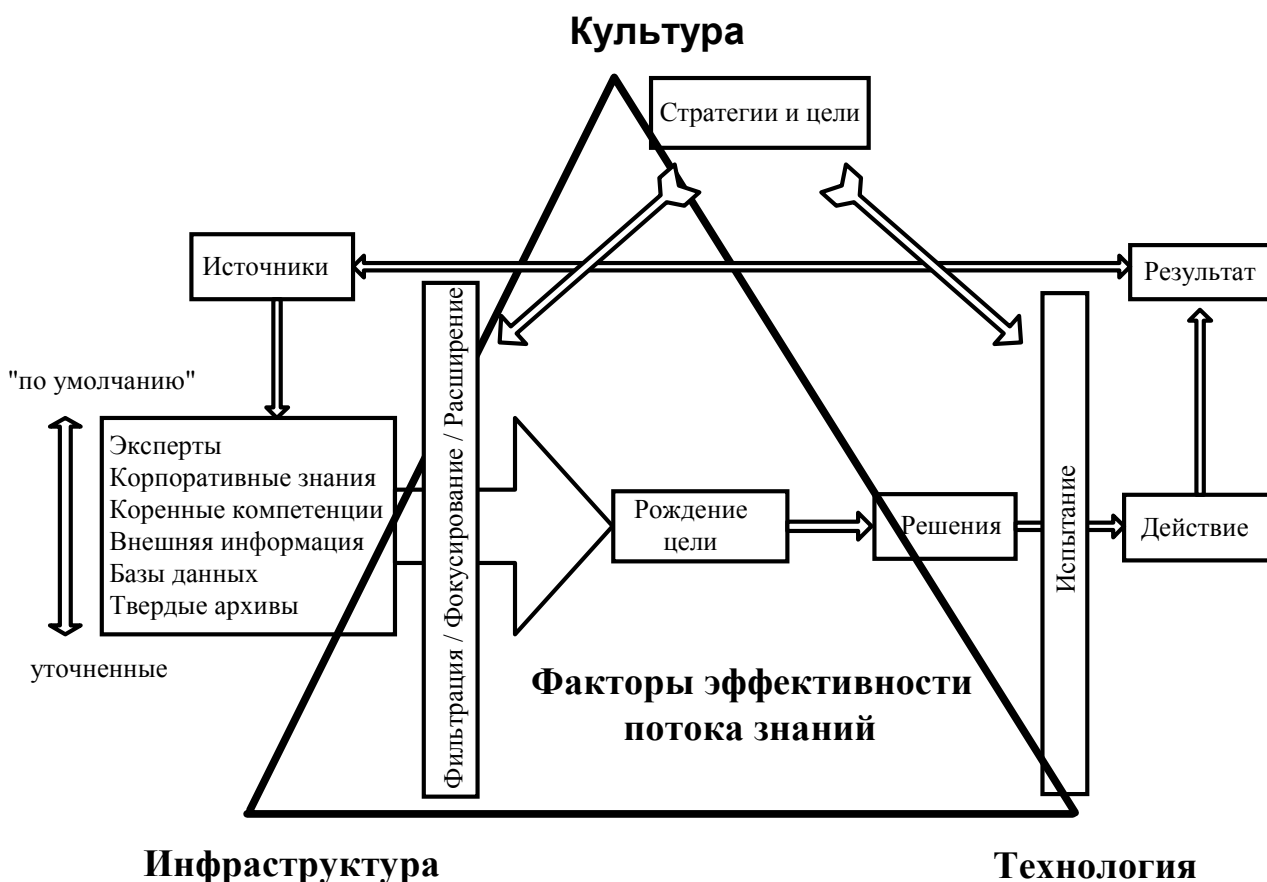 Культура
Стратегии и цели
Источники
Результат
"по умолчанию"
Эксперты
Корпоративные знания
Коренные компетенции
Внешняя информация
Базы данных
Твердые архивы
уточненные
Фильтрация / Фокусирование / Расширение
Рождение
цели
Решения
Испытание
Действие
Факторы эффективности
потока знаний
Инфраструктура
Технология